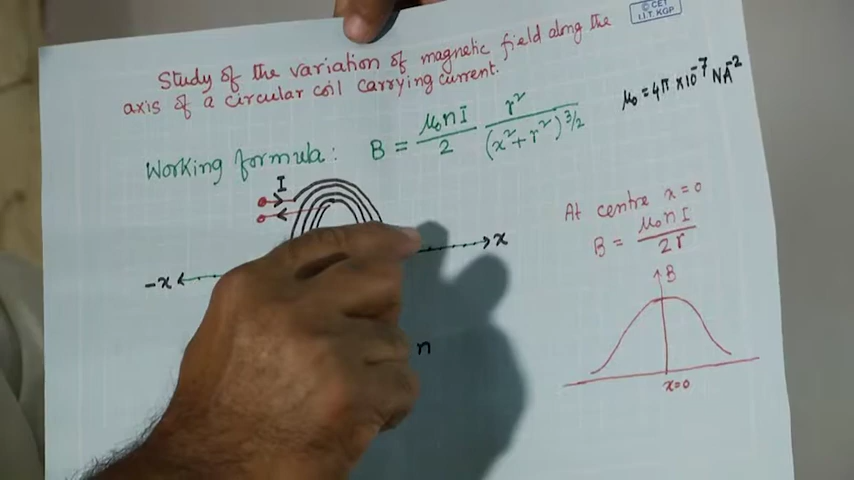 © CET
I.I.T. KGP
Study of the variation of magnetic field along the
axis of a circular coil carrying current.
μ₀ = 4π × 10⁻⁷ NA⁻²
Working formula: B = μ₀nI/2 r²/(x²+r²)^3/2
I
-x x
n
At centre x=0
B = μ₀nI/2r
B
x=0